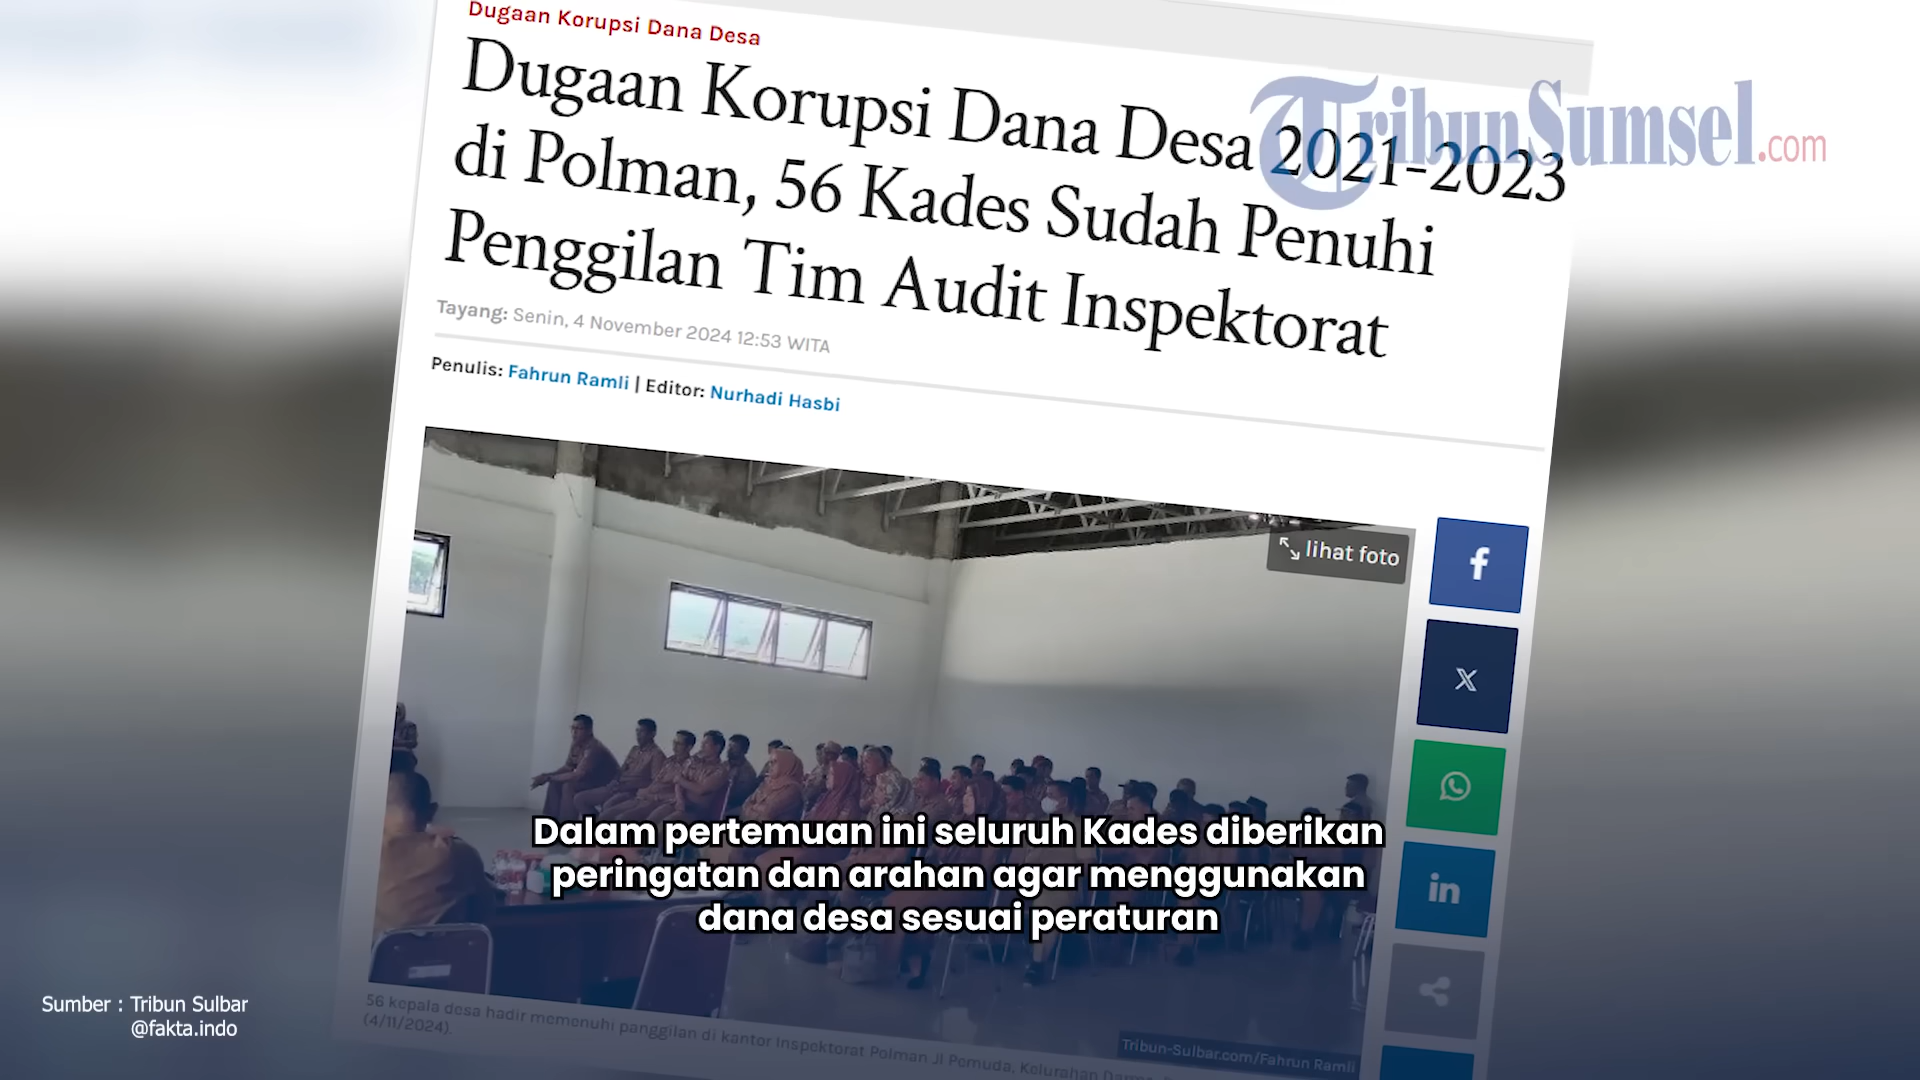 Dugaan Korupsi Dana Desa
Dugaan Korupsi Dana Desa 2021-2023
di Polman, 56 Kades Sudah Penuhi
Penggilan Tim Audit Inspektorat
TribunSumsel.com
Tayang: Senin, 4 November 2024 12:53 WITA
Penulis: Fahrun Ramli | Editor: Nurhadi Hasbi
lihat foto
f
X
in
Dalam pertemuan ini seluruh Kades diberikan
peringatan dan arahan agar menggunakan
dana desa sesuai peraturan
Sumber : Tribun Sulbar
@fakta.indo
56 kepala desa hadir memenuhi panggilan di kantor Inspektorat Polman Jl Pemuda, Kelurahan
(4/11/2024).
Tribun-Sulbar.com/Fahrun Ramli